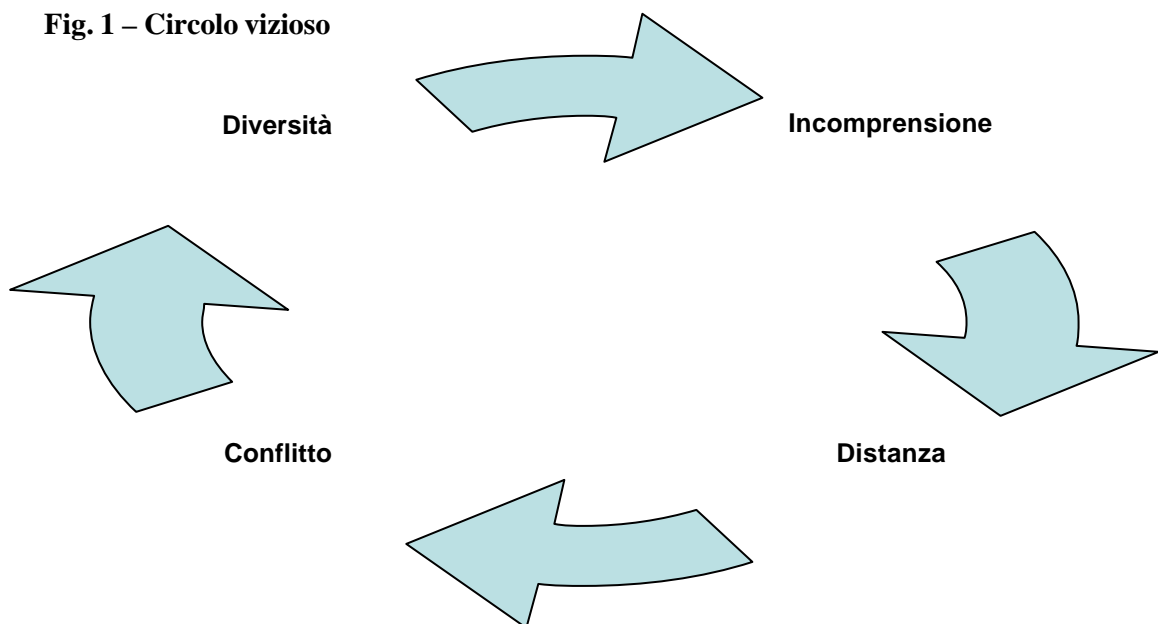 Fig. 1 – Circolo vizioso
Diversità
Incomprensione
Conflitto
Distanza